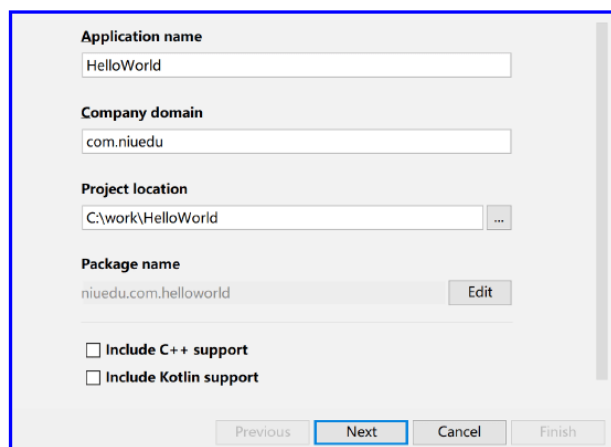 Application name
HelloWorld
Company domain
com.niuedu
Project location
C:\work\HelloWorld
...
Package name
niuedu.com.helloworld
Edit
Include C++ support
Include Kotlin support
Previous Next Cancel Finish